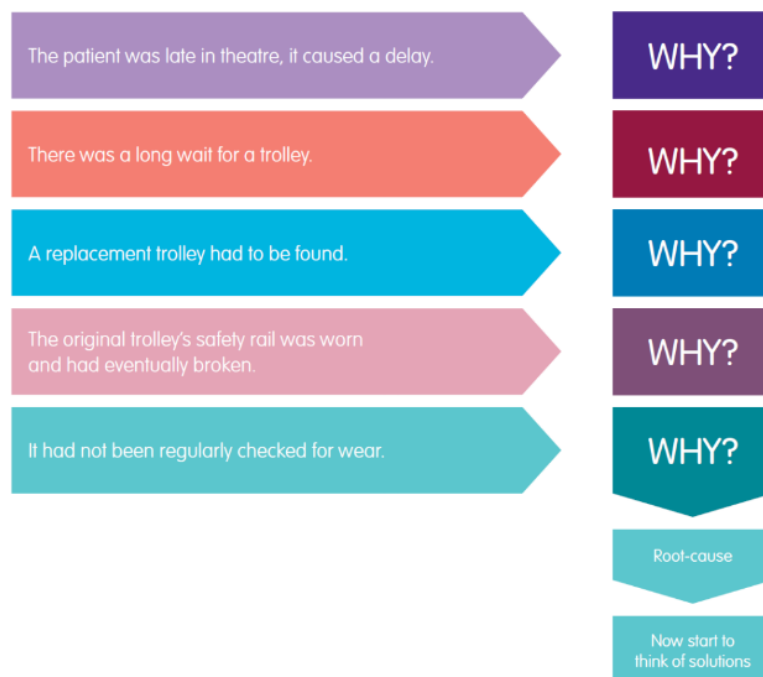 The patient was late in theatre, it caused a delay.
WHY?
There was a long wait for a trolley.
WHY?
A replacement trolley had to be found.
WHY?
The original trolley's safety rail was worn
and had eventually broken.
WHY?
It had not been regularly checked for wear.
WHY?
Root-cause
Now start to
think of solutions